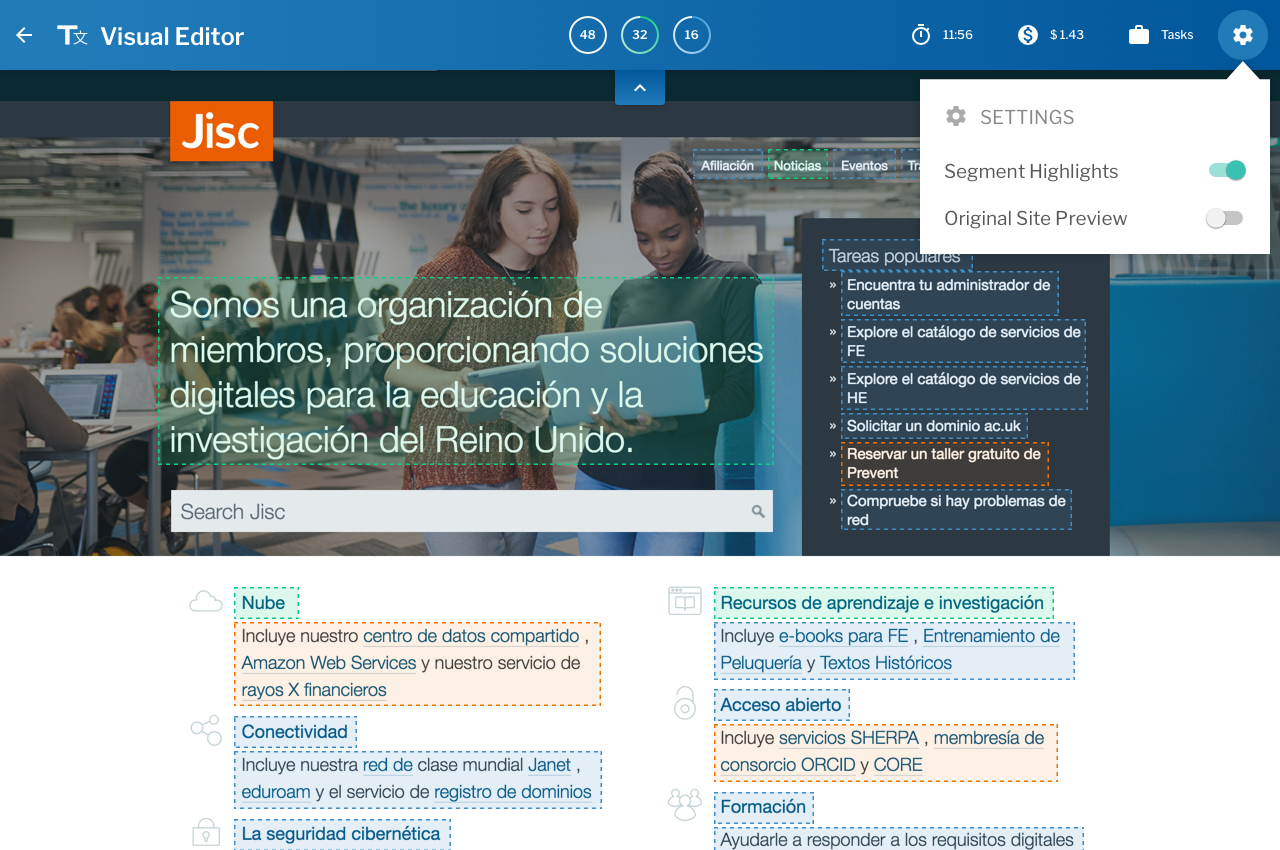 Visual Editor
48 32 16
11:56
$ 1.43
Tasks
SETTINGS
Segment Highlights
Original Site Preview
Jisc
Afiliación Noticias Eventos
Somos una organización de
miembros, proporcionando soluciones
digitales para la educación y la
investigación del Reino Unido.
Search Jisc
Tareas populares
» Encuentra tu administrador de
cuentas
» Explore el catálogo de servicios de
FE
» Explore el catálogo de servicios de
HE
» Solicitar un dominio ac.uk
» Reservar un taller gratuito de
Prevent
» Compruebe si hay problemas de
red
Nube
Incluye nuestro centro de datos compartido ,
Amazon Web Services y nuestro servicio de
rayos X financieros
Conectividad
Incluye nuestra red de clase mundial Janet ,
eduroam y el servicio de registro de dominios
La seguridad cibernética
Recursos de aprendizaje e investigación
Incluye e-books para FE , Entrenamiento de
Peluquería y Textos Históricos
Acceso abierto
Incluye servicios SHERPA , membresía de
consorcio ORCID y CORE
Formación
Ayudarle a responder a los requisitos digitales